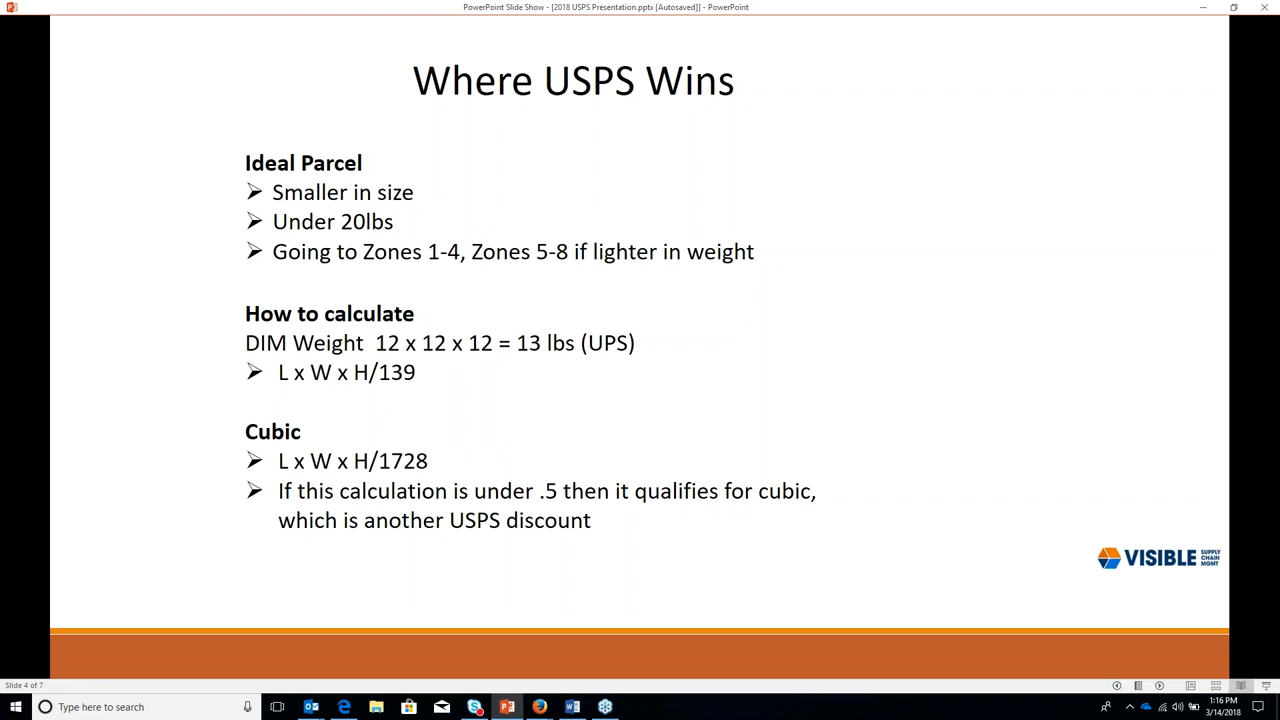 PowerPoint Slide Show - [2018 USPS Presentation.pptx [Autosaved]] - PowerPoint
Where USPS Wins
Ideal Parcel
➢ Smaller in size
➢ Under 20lbs
➢ Going to Zones 1-4, Zones 5-8 if lighter in weight
How to calculate
DIM Weight 12 x 12 x 12 = 13 lbs (UPS)
➢ L x W x H/139
Cubic
➢ L x W x H/1728
➢ If this calculation is under .5 then it qualifies for cubic,
which is another USPS discount
VISIBLE SUPPLY CHAIN MGMT
Slide 4 of 7
Type here to search
1:16 PM
3/14/2018